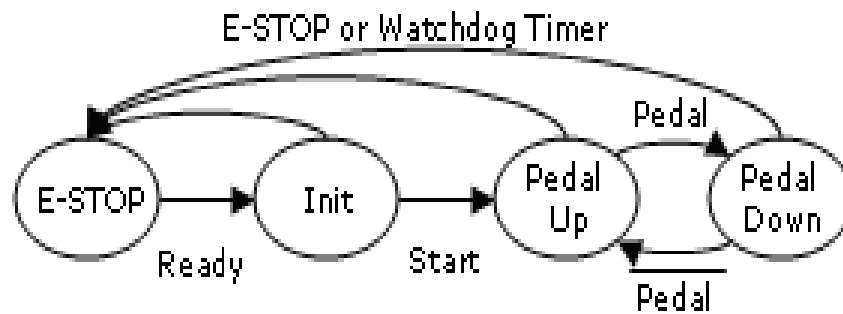 E-STOP or Watchdog Timer
Pedal
E-STOP
Init
Pedal
Up
Pedal
Down
Ready
Start
Pedal